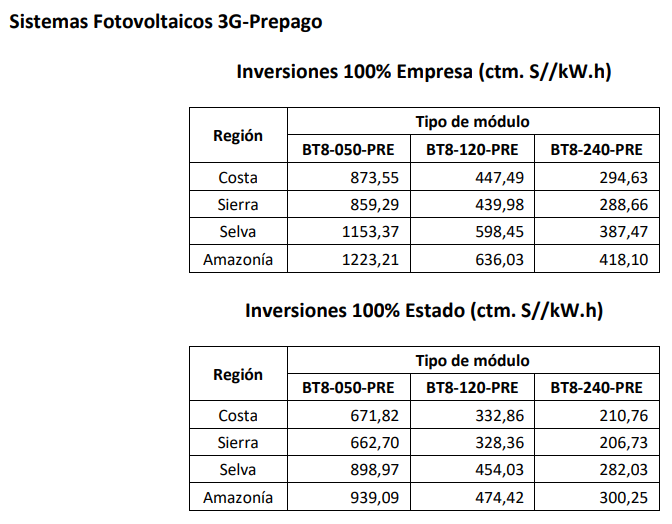 Sistemas Fotovoltaicos 3G-Prepago
Inversiones 100% Empresa (ctm. S//kW.h)
Región Tipo de módulo
BT8-050-PRE BT8-120-PRE BT8-240-PRE
Costa 873,55 447,49 294,63
Sierra 859,29 439,98 288,66
Selva 1153,37 598,45 387,47
Amazonía 1223,21 636,03 418,10
Inversiones 100% Estado (ctm. S//kW.h)
Región Tipo de módulo
BT8-050-PRE BT8-120-PRE BT8-240-PRE
Costa 671,82 332,86 210,76
Sierra 662,70 328,36 206,73
Selva 898,97 454,03 282,03
Amazonía 939,09 474,42 300,25